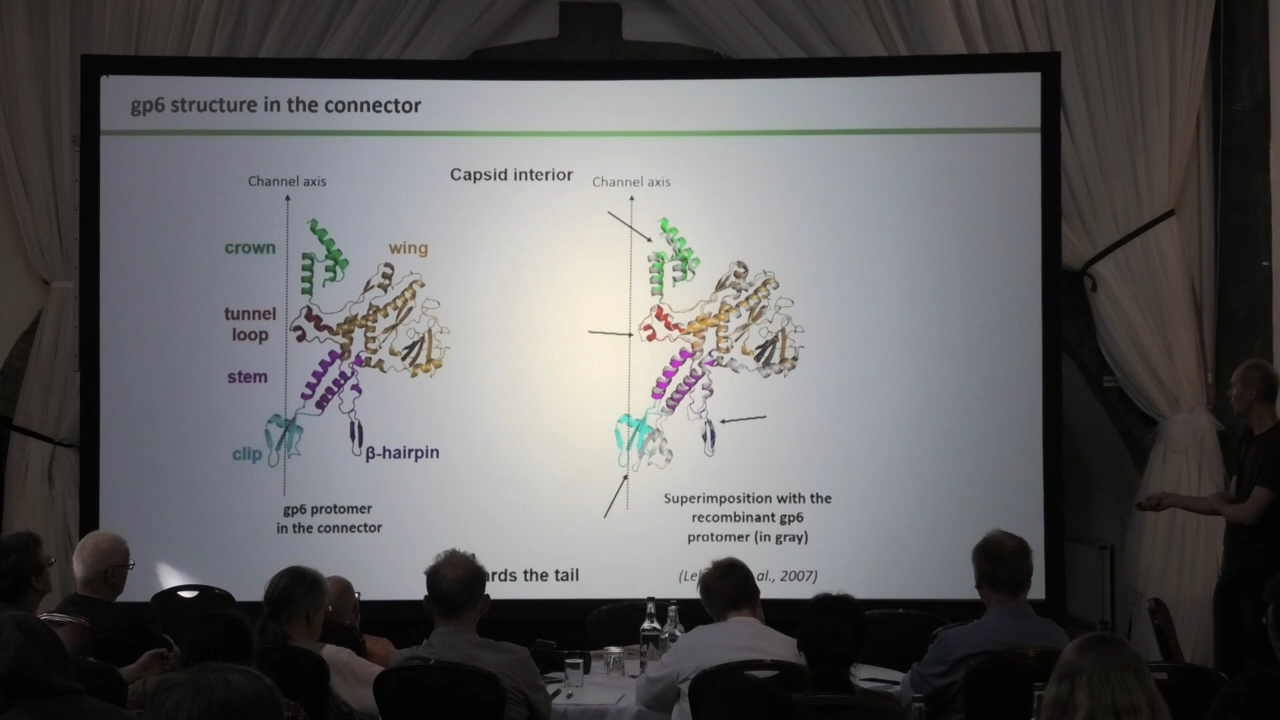 gp6 structure in the connector
Capsid interior
Channel axis
crown
wing
tunnel
loop
stem
clip
β-hairpin
gp6 protomer
in the connector
Channel axis
Superimposition with the
recombinant gp6
protomer (in gray)
the tail
al., 2007)